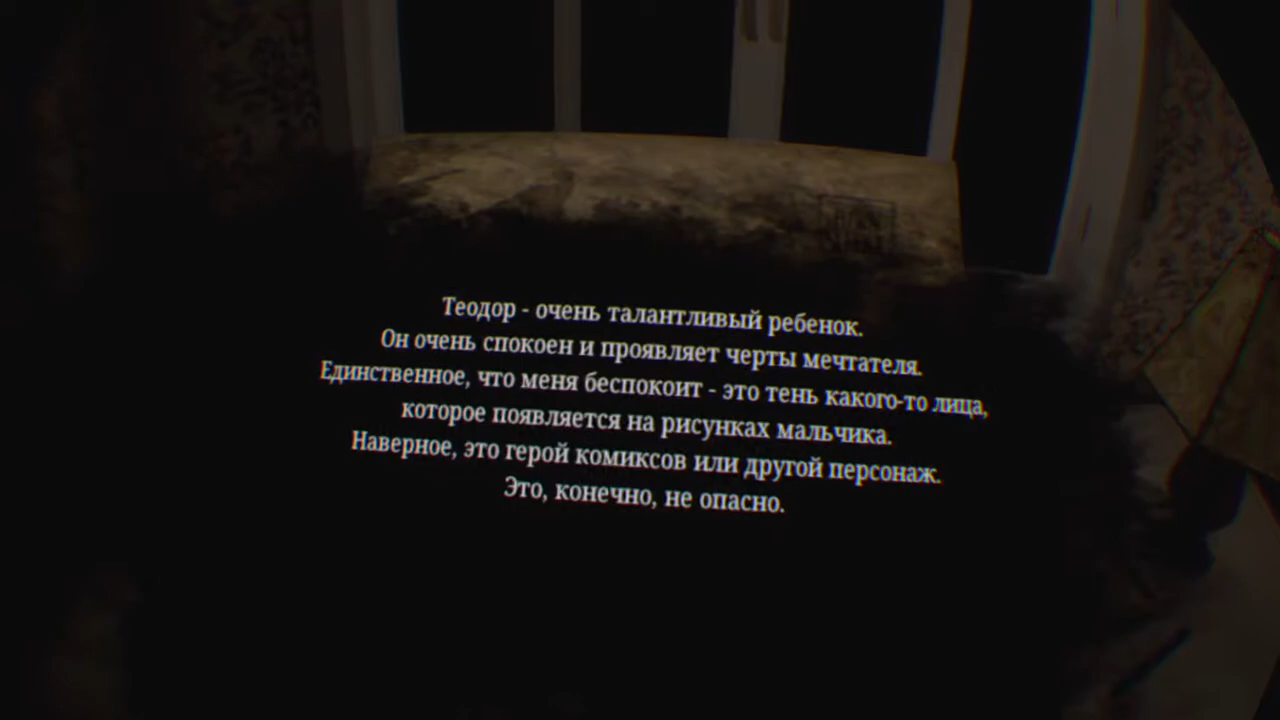 Теодор - очень талантливый ребенок.
Он очень спокоен и проявляет черты мечтателя.
Единственное, что меня беспокоит - это тень какого-то лица,
которое появляется на рисунках мальчика.
Наверное, это герой комиксов или другой персонаж.
Это, конечно, не опасно.